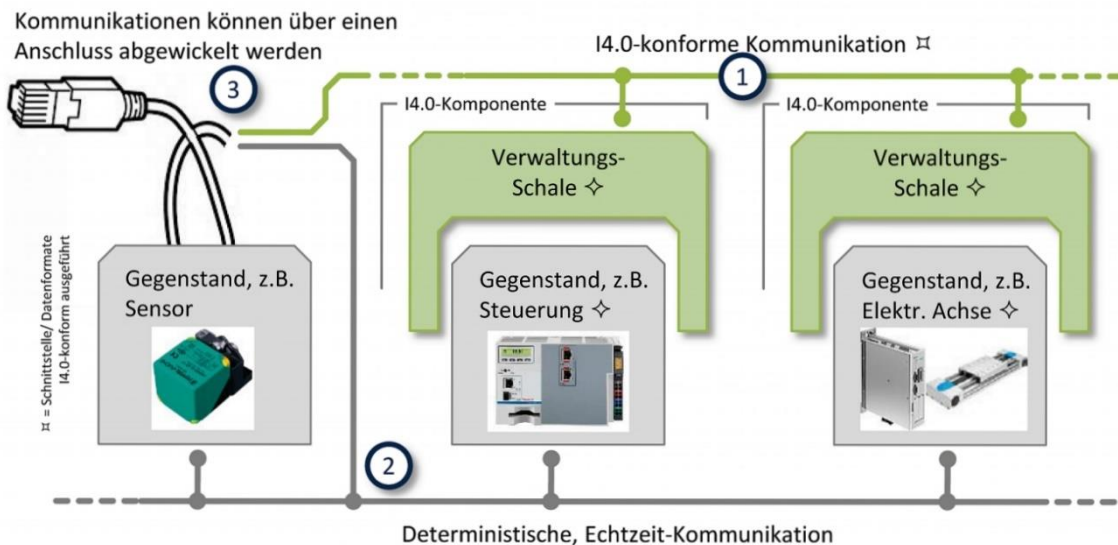 Kommunikationen können über einen
Anschluss abgewickelt werden
3
I4.0-konforme Kommunikation ¤
1
I4.0-Komponente
I4.0-Komponente
Verwaltungs-
Schale ✧
Verwaltungs-
Schale ✧
¤ = Schnittstelle/ Datenformate
I4.0-konform ausgeführt
Gegenstand, z.B.
Sensor
Gegenstand, z.B.
Steuerung ✧
Gegenstand, z.B.
Elektr. Achse ✧
2
Deterministische, Echtzeit-Kommunikation